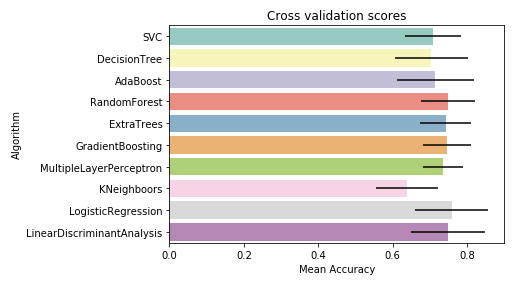 Cross validation scores
SVC
DecisionTree
AdaBoost
RandomForest
ExtraTrees
GradientBoosting
MultipleLayerPerceptron
KNeighboors
LogisticRegression
LinearDiscriminantAnalysis
Algorithm
0.0 0.2 0.4 0.6 0.8
Mean Accuracy